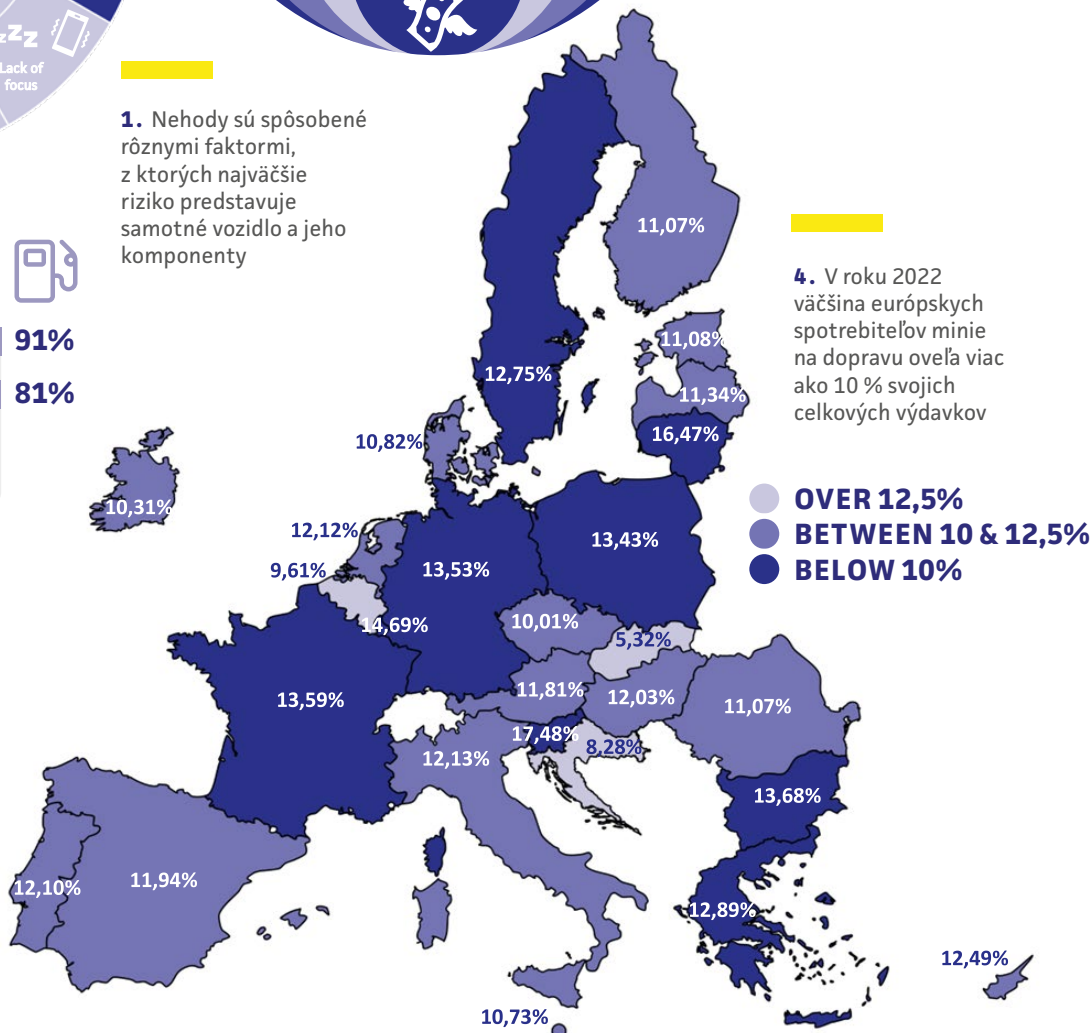 zzZ
Lack of
focus
1. Nehody sú spôsobené
rôznymi faktormi,
z ktorých najväčšie
riziko predstavuje
samotné vozidlo a jeho
komponenty
91%
81%
4. V roku 2022
väčšina európskych
spotrebiteľov minie
na dopravu oveľa viac
ako 10 % svojich
celkových výdavkov
OVER 12,5%
BETWEEN 10 & 12,5%
BELOW 10%
11,07%
11,08%
12,75%
11,34%
16,47%
10,82%
10,31%
12,12%
13,43%
9,61%
13,53%
14,69%
10,01%
5,32%
11,81%
12,03%
13,59%
11,07%
17,48%
8,28%
12,13%
13,68%
12,10%
11,94%
12,89%
12,49%
10,73%